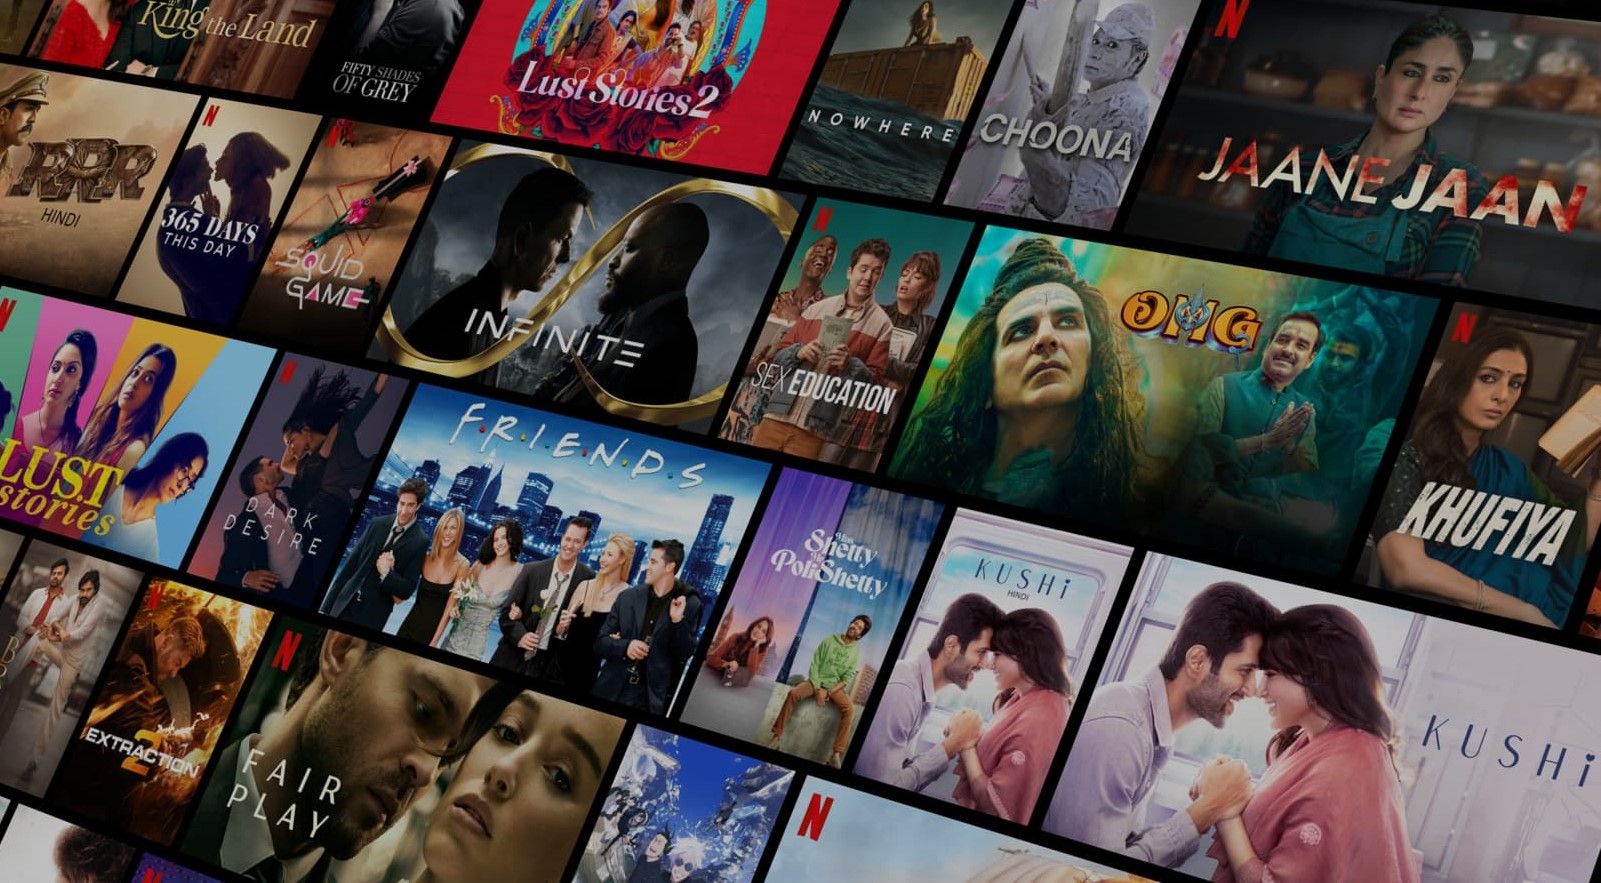 King the Land
FIFTY SHADES
OF GREY
Lust Stories 2
NOWHERE
CHOONA
N
JAANE JAAN
RRR
HINDI
N
365 DAYS
THIS DAY
N
SQUID
GAME
INFINITE
N
SEX EDUCATION
OMG
N
KHUFIYA
N
LUST
stories
N
DARK
DESIRE
F.R.I.E.N.D.S
N
Miss
Shetty
Mr
PoliShetty
KUSHi
HINDI
KUSHi
N
EXTRACTION
2
N
FAIR
PLAY
N
N